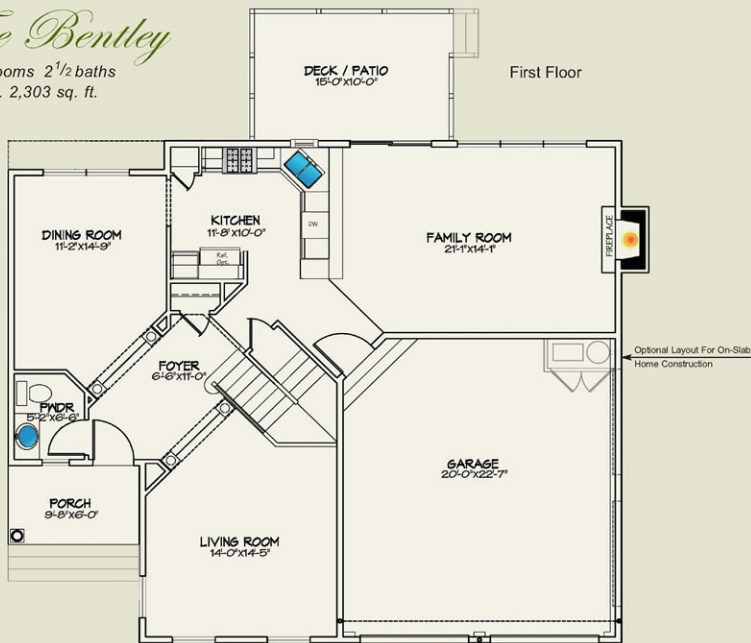 Bentley
2 1/2 baths
2,303 sq. ft.
First Floor
DECK / PATIO
15'-0"X10'-0"
DINING ROOM
11'-2"X14'-9"
KITCHEN
11'-8"X10'-0"
DW
Ref.
Opt.
FAMILY ROOM
21'-1"X14'-1"
FIREPLACE
Optional Layout For On-Slab
Home Construction
FOYER
6'-6"X11'-0"
PWDR
5'-2"X6'-6"
GARAGE
20'-0"X22'-7"
PORCH
9'-8"X6'-0"
LIVING ROOM
14'-0"X14'-5"